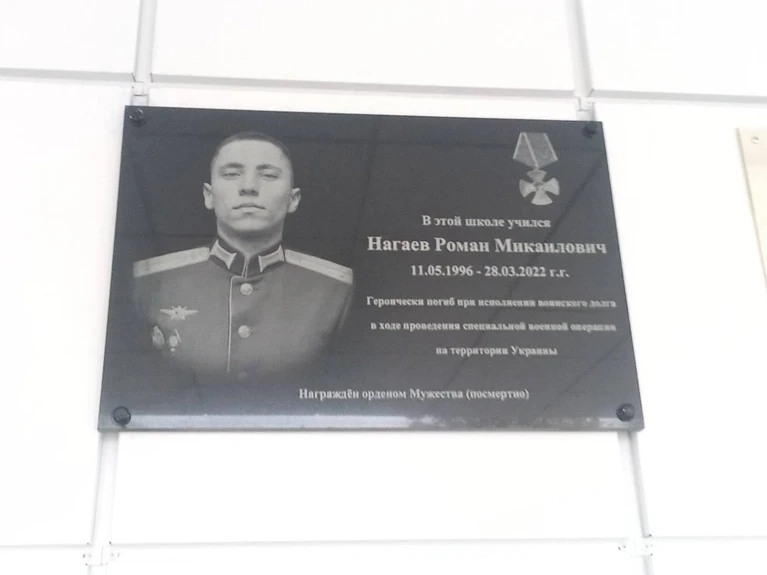 В этой школе учился
Нагаев Роман Микаилович
11.05.1996 - 28.03.2022 г.г.
Героически погиб при исполнении воинского долга
в ходе проведения специальной военной операции
на территории Украины
Награждён орденом Мужества (посмертно)